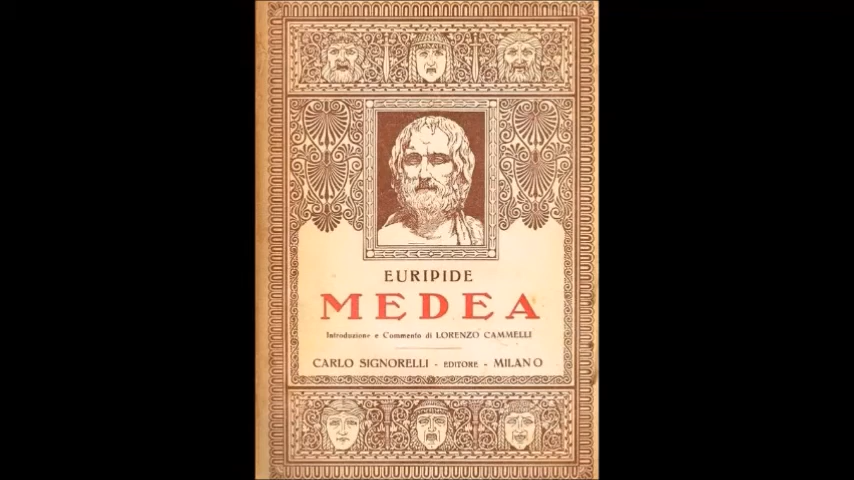 EURIPIDE
MEDEA
Introduzione e Commento di LORENZO CAMMELLI
CARLO SIGNORELLI - EDITORE - MILANO